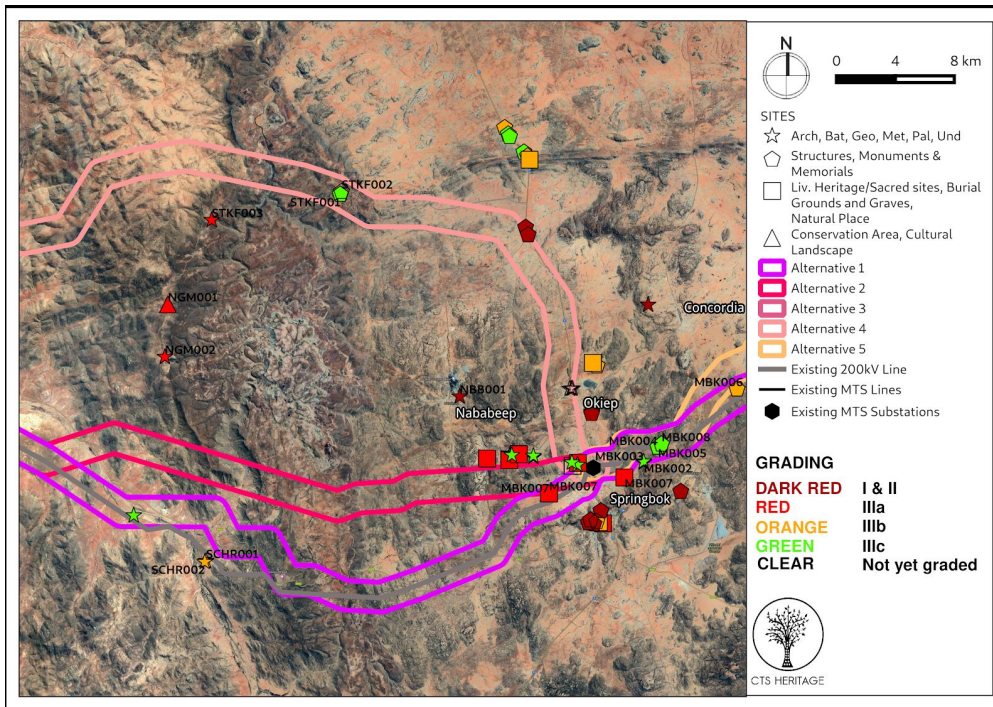 STKF002
STKF001
STKF003
NGM001
Concordia
NGM002
MBK006
NBB001
Okiep
Nababeep
MBK004
MBK008
MBK003
MBK005
MBK002
MBK007
MBK007
MBK007
Springbok
SCHR001
SCHR002
N
0 4 8 km
SITES
Arch, Bat, Geo, Met, Pal, Und
Structures, Monuments &
Memorials
Liv. Heritage/Sacred sites, Burial
Grounds and Graves,
Natural Place
Conservation Area, Cultural
Landscape
Alternative 1
Alternative 2
Alternative 3
Alternative 4
Alternative 5
Existing 200kV Line
Existing MTS Lines
Existing MTS Substations
GRADING
DARK RED I & II
RED IIIa
ORANGE IIIb
GREEN IIIc
CLEAR Not yet graded
CTS HERITAGE